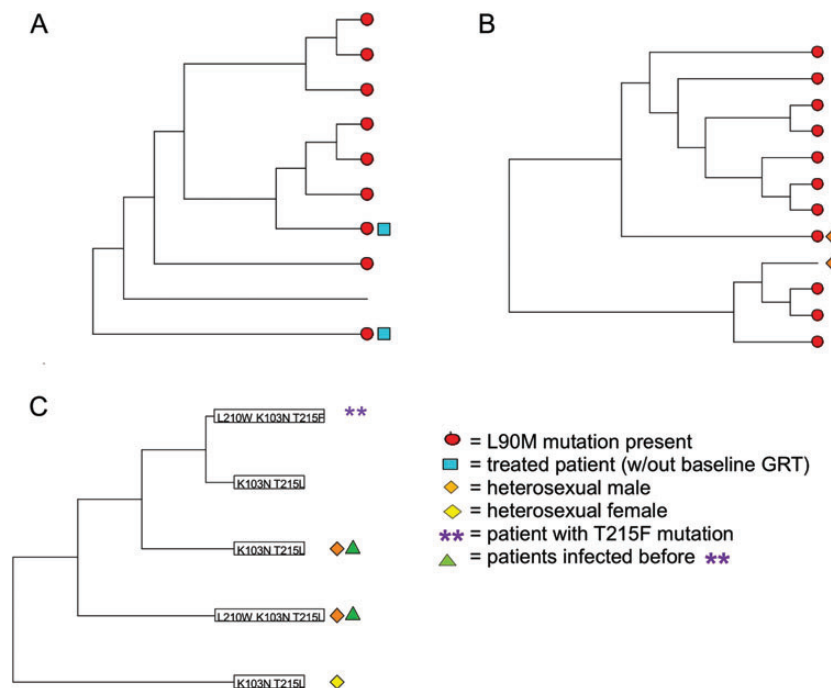 A
B
C
L210W K103N T215F
**
K103N T215L
K103N T215L
L210W K103N T215L
K103N T215L
= L90M mutation present
= treated patient (w/out baseline GRT)
= heterosexual male
= heterosexual female
** = patient with T215F mutation
= patients infected before **